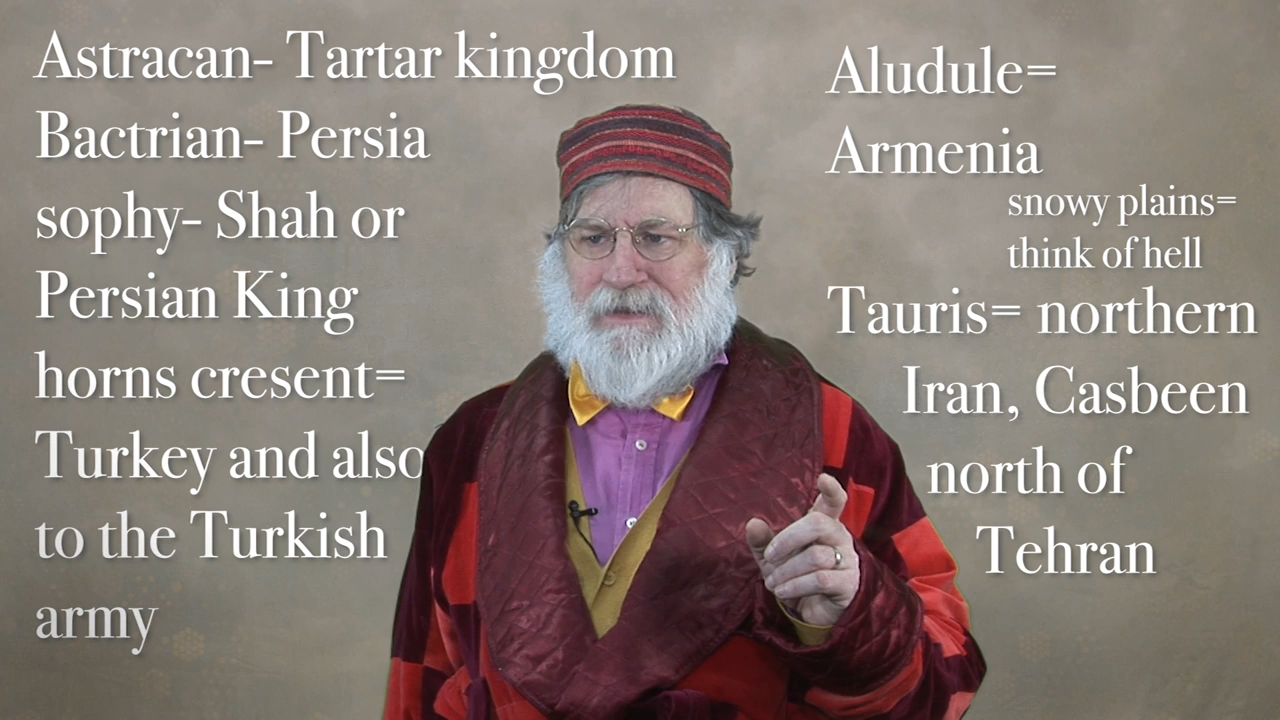 Astracan- Tartar kingdom
Bactrian- Persia
sophy- Shah or
Persian King
horns cresent=
Turkey and also
to the Turkish
army
Aludule=
Armenia
snowy plains=
think of hell
Tauris= northern
Iran, Casbeen
north of
Tehran